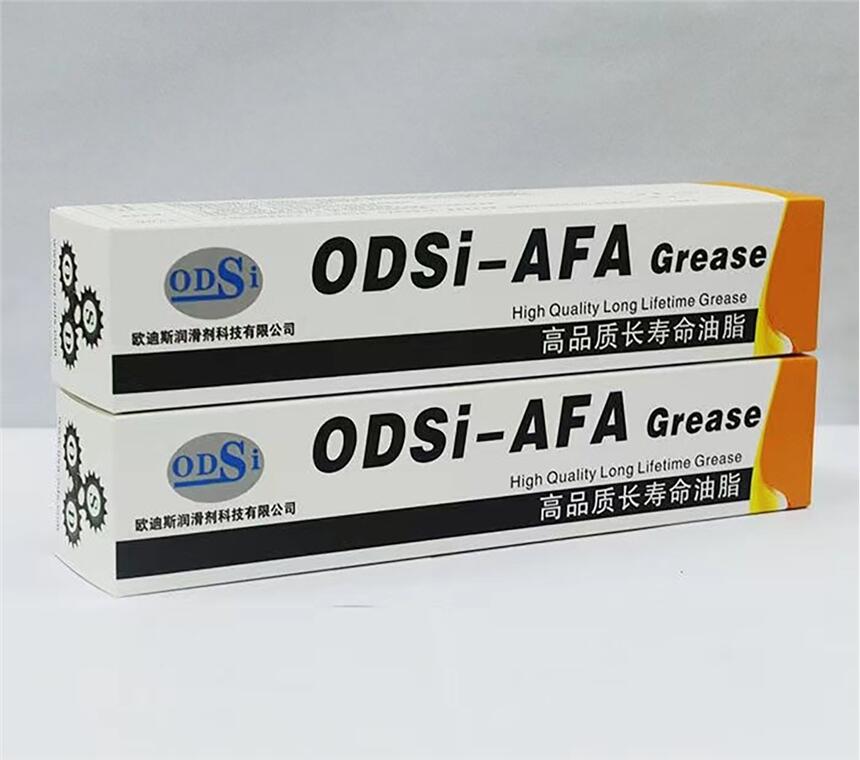 ODSi
欧迪斯润滑剂科技有限公司
ODSi-AFA Grease
High Quality Long Lifetime Grease
高品质长寿命油脂
O
S
D
ODSi
欧迪斯润滑剂科技有限公司
ODSi-AFA Grease
High Quality Long Lifetime Grease
高品质长寿命油脂
O
S
D